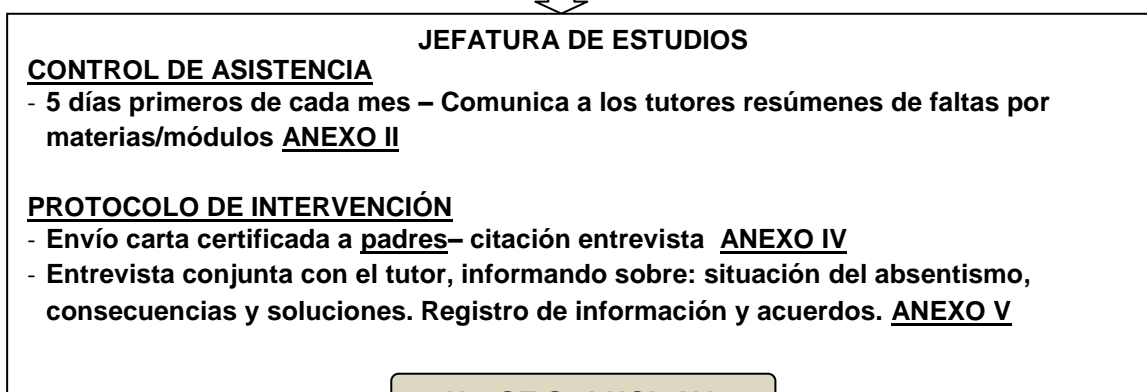 JEFATURA DE ESTUDIOS
CONTROL DE ASISTENCIA
- 5 días primeros de cada mes – Comunica a los tutores resúmenes de faltas por
materias/módulos ANEXO II
PROTOCOLO DE INTERVENCIÓN
- Envío carta certificada a padres– citación entrevista ANEXO IV
- Entrevista conjunta con el tutor, informando sobre: situación del absentismo,
consecuencias y soluciones. Registro de información y acuerdos. ANEXO V